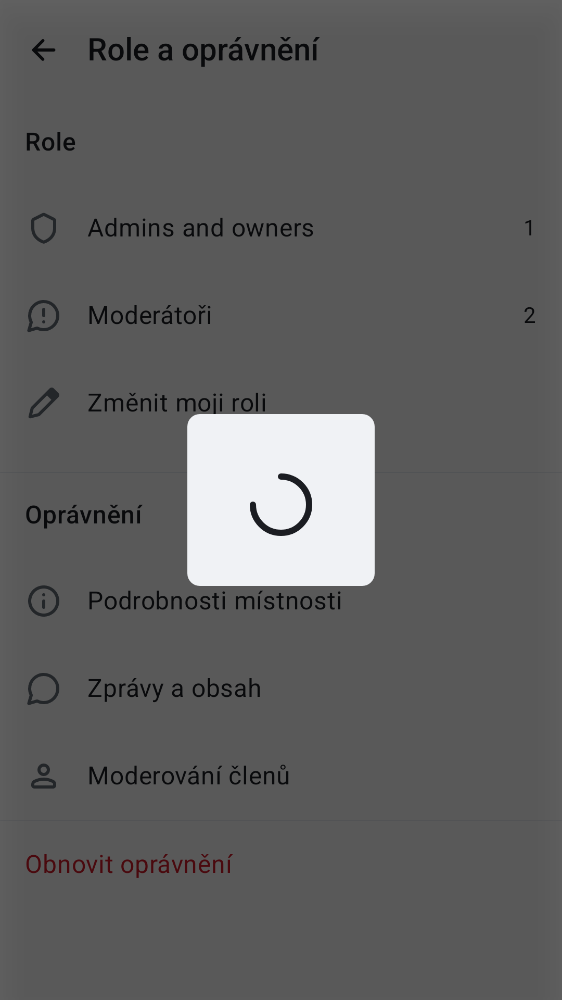 Role a oprávnění
Role
Admins and owners 1
Moderátoři 2
Změnit moji roli
Oprávnění
Podrobnosti místnosti
Zprávy a obsah
Moderování členů
Obnovit oprávnění